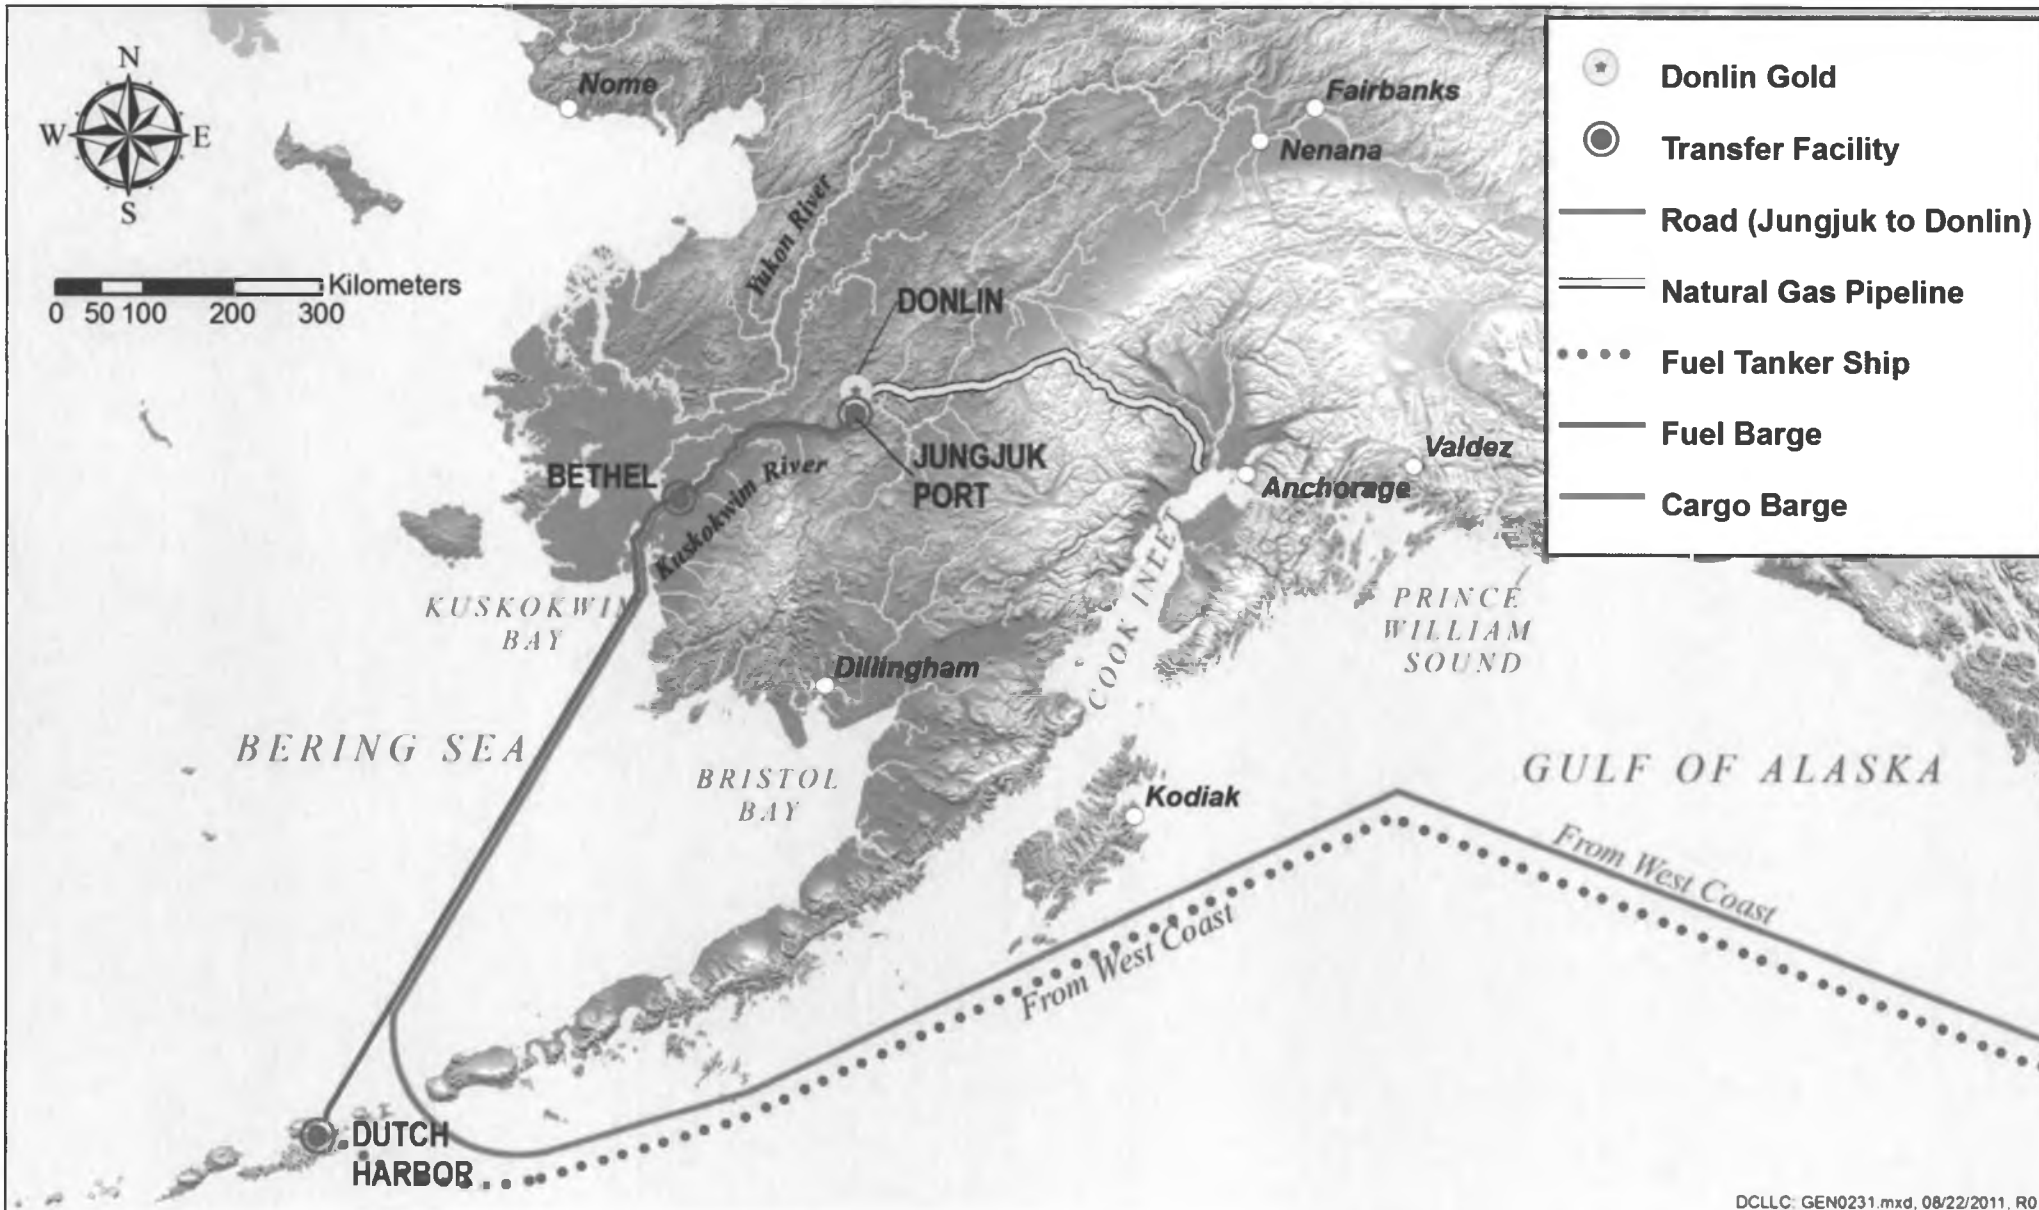 N
W E
S
0 50 100 200 300 Kilometers
Nome
Fairbanks
Nenana
Yukon River
DONLIN
BETHEL
Kuskokwim River
JUNGJUK
PORT
Valdez
Anchorage
KUSKOKWI
BAY
COOK INLE
PRINCE
WILLIAM
SOUND
Dillingham
BERING SEA
BRISTOL
BAY
Kodiak
GULF OF ALASKA
From West Coast
From West Coast
DUTCH
HARBOR
Donlin Gold
Transfer Facility
Road (Jungjuk to Donlin)
Natural Gas Pipeline
Fuel Tanker Ship
Fuel Barge
Cargo Barge
DCLLC: GEN0231.mxd, 08/22/2011, R0